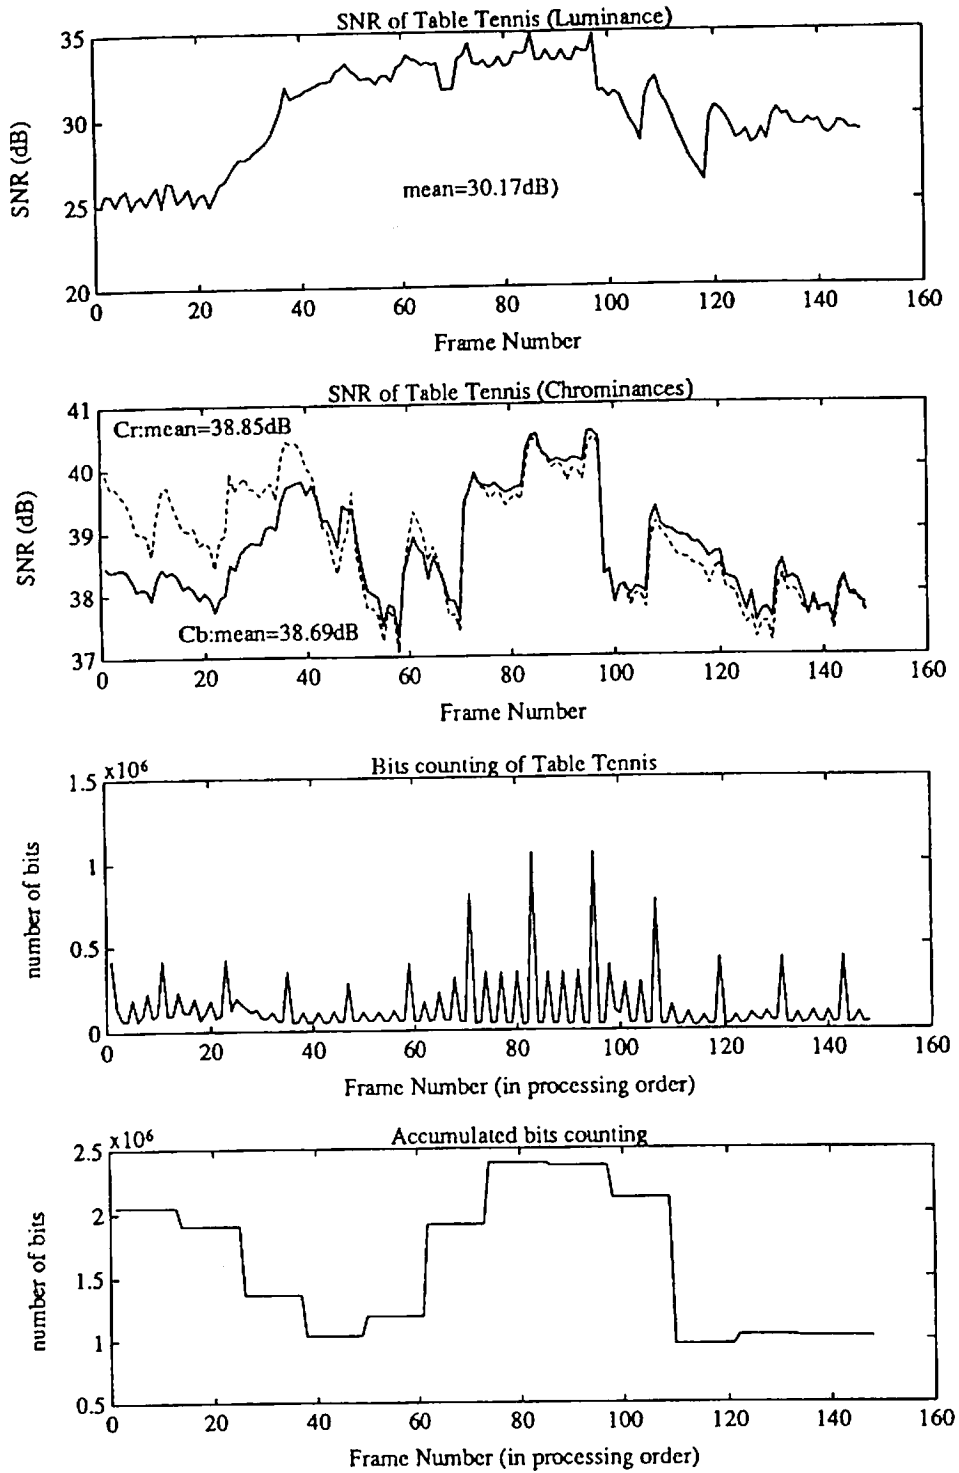 SNR of Table Tennis (Luminance)
35
30
25
20
SNR (dB)
mean=30.17dB)
0 20 40 60 80 100 120 140 160
Frame Number
SNR of Table Tennis (Chrominances)
41
40
39
38
37
SNR (dB)
Cr:mean=38.85dB
Cb:mean=38.69dB
0 20 40 60 80 100 120 140 160
Frame Number
x10⁶
Bits counting of Table Tennis
1.5
1
0.5
0
number of bits
0 20 40 60 80 100 120 140 160
Frame Number (in processing order)
x10⁶
Accumulated bits counting
2.5
2
1.5
1
0.5
number of bits
0 20 40 60 80 100 120 140 160
Frame Number (in processing order)